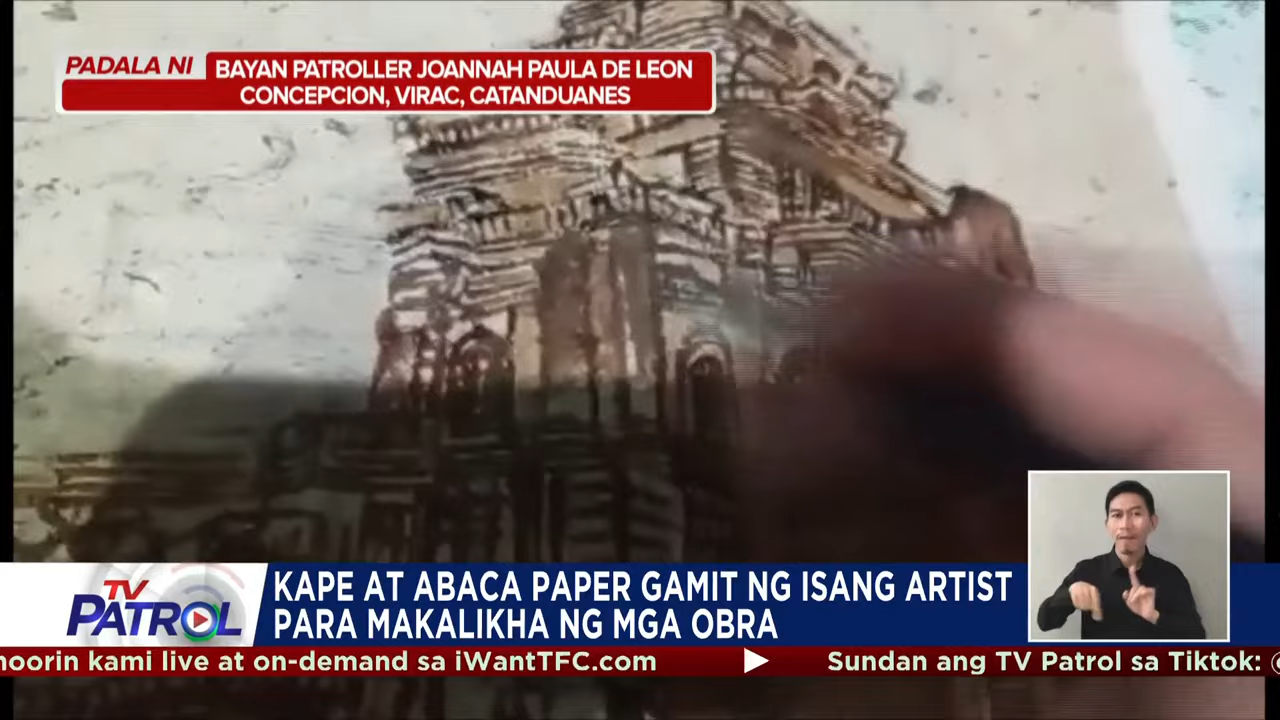 PADALA NI
BAYAN PATROLLER JOANNAH PAULA DE LEON
CONCEPCION, VIRAC, CATANDUANES
TV
PATROL
KAPE AT ABACA PAPER GAMIT NG ISANG ARTIST
PARA MAKALIKHA NG MGA OBRA
kami live at on-demand sa iWantTFC.com
Sundan ang TV Patrol sa Tiktok: